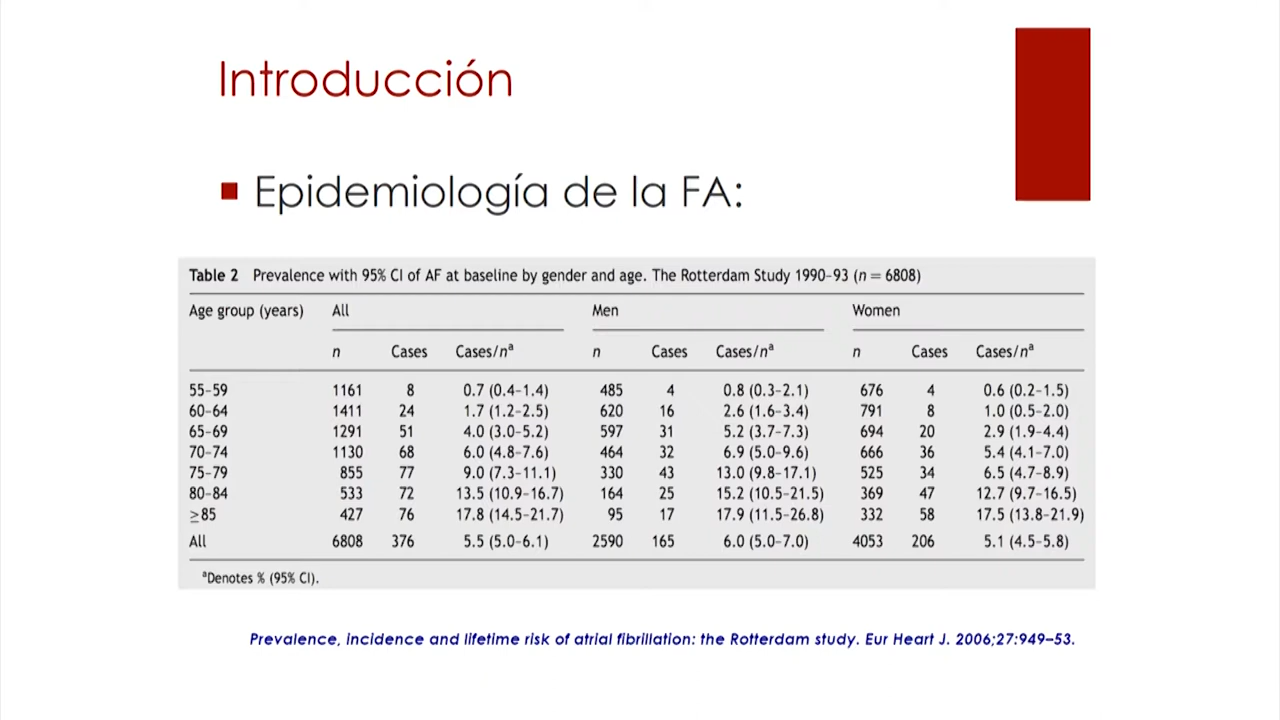 Introducción
Epidemiología de la FA:
Table 2 Prevalence with 95% CI of AF at baseline by gender and age. The Rotterdam Study 1990–93 (n = 6808)
Age group (years) All Men Women
n Cases Cases/nª n Cases Cases/nª n Cases Cases/nª
55–59 1161 8 0.7 (0.4–1.4) 485 4 0.8 (0.3–2.1) 676 4 0.6 (0.2–1.5)
60–64 1411 24 1.7 (1.2–2.5) 620 16 2.6 (1.6–3.4) 791 8 1.0 (0.5–2.0)
65–69 1291 51 4.0 (3.0–5.2) 597 31 5.2 (3.7–7.3) 694 20 2.9 (1.9–4.4)
70–74 1130 68 6.0 (4.8–7.6) 464 32 6.9 (5.0–9.6) 666 36 5.4 (4.1–7.0)
75–79 855 77 9.0 (7.3–11.1) 330 43 13.0 (9.8–17.1) 525 34 6.5 (4.7–8.9)
80–84 533 72 13.5 (10.9–16.7) 164 25 15.2 (10.5–21.5) 369 47 12.7 (9.7–16.5)
≥85 427 76 17.8 (14.5–21.7) 95 17 17.9 (11.5–26.8) 332 58 17.5 (13.8–21.9)
All 6808 376 5.5 (5.0–6.1) 2590 165 6.0 (5.0–7.0) 4053 206 5.1 (4.5–5.8)
ªDenotes % (95% CI).
Prevalence, incidence and lifetime risk of atrial fibrillation: the Rotterdam study. Eur Heart J. 2006;27:949–53.